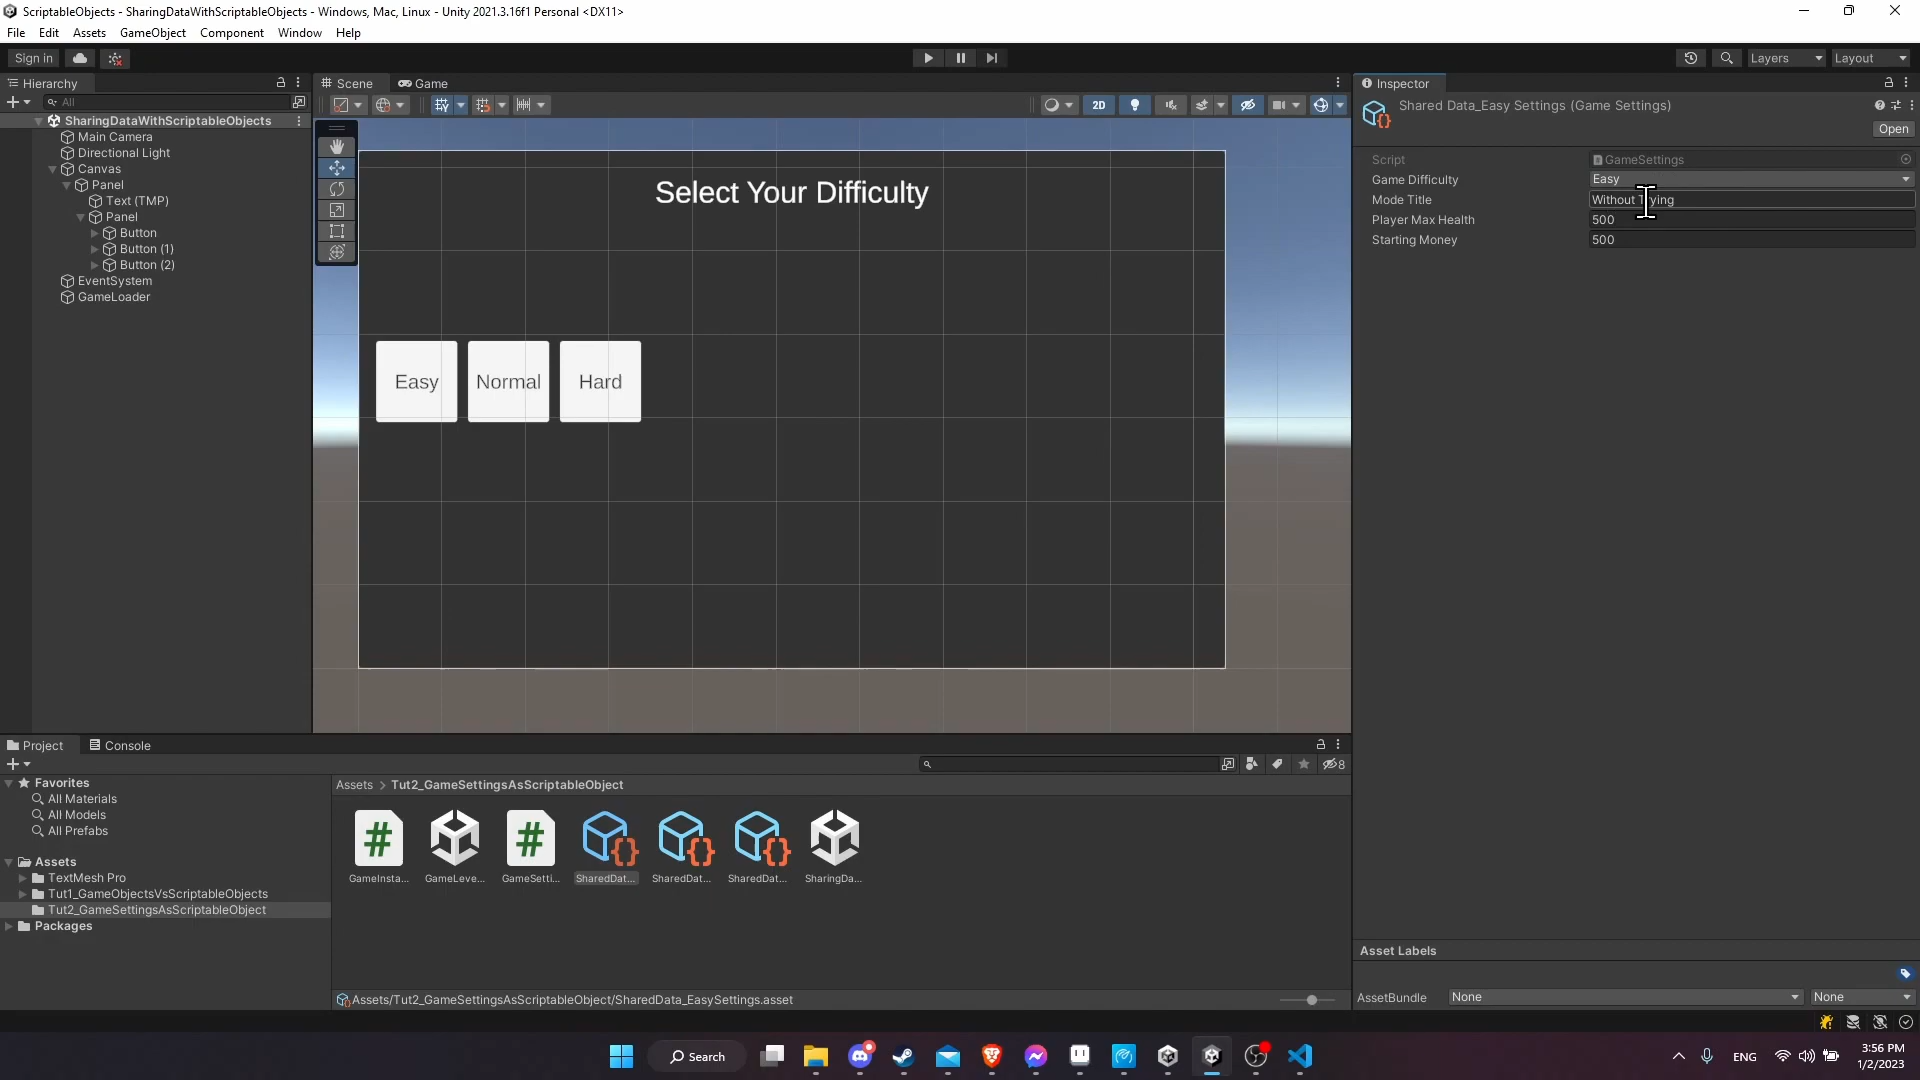 ScriptableObjects - SharingDataWithScriptableObjects - Windows, Mac, Linux - Unity 2021.3.16f1 Personal <DX11>
File Edit Assets GameObject Component Window Help
Sign in
Layers
Layout
Hierarchy
All
SharingDataWithScriptableObjects
Main Camera
Directional Light
Canvas
Panel
Text (TMP)
Panel
Button
Button (1)
Button (2)
EventSystem
GameLoader
Scene
Game
2D
Select Your Difficulty
Easy
Normal
Hard
Inspector
Shared Data_Easy Settings (Game Settings)
Open
Script
GameSettings
Game Difficulty
Easy
Mode Title
Without Trying
Player Max Health
500
Starting Money
500
Project
Console
8
Favorites
All Materials
All Models
All Prefabs
Assets
TextMesh Pro
Tut1_GameObjectsVsScriptableObjects
Tut2_GameSettingsAsScriptableObject
Packages
Assets > Tut2_GameSettingsAsScriptableObject
GameInsta...
GameLeve...
GameSetti...
SharedDat...
SharedDat...
SharedDat...
SharingDa...
Assets/Tut2_GameSettingsAsScriptableObject/SharedData_EasySettings.asset
Asset Labels
AssetBundle
None
None
Search
ENG
3:56 PM
1/2/2023